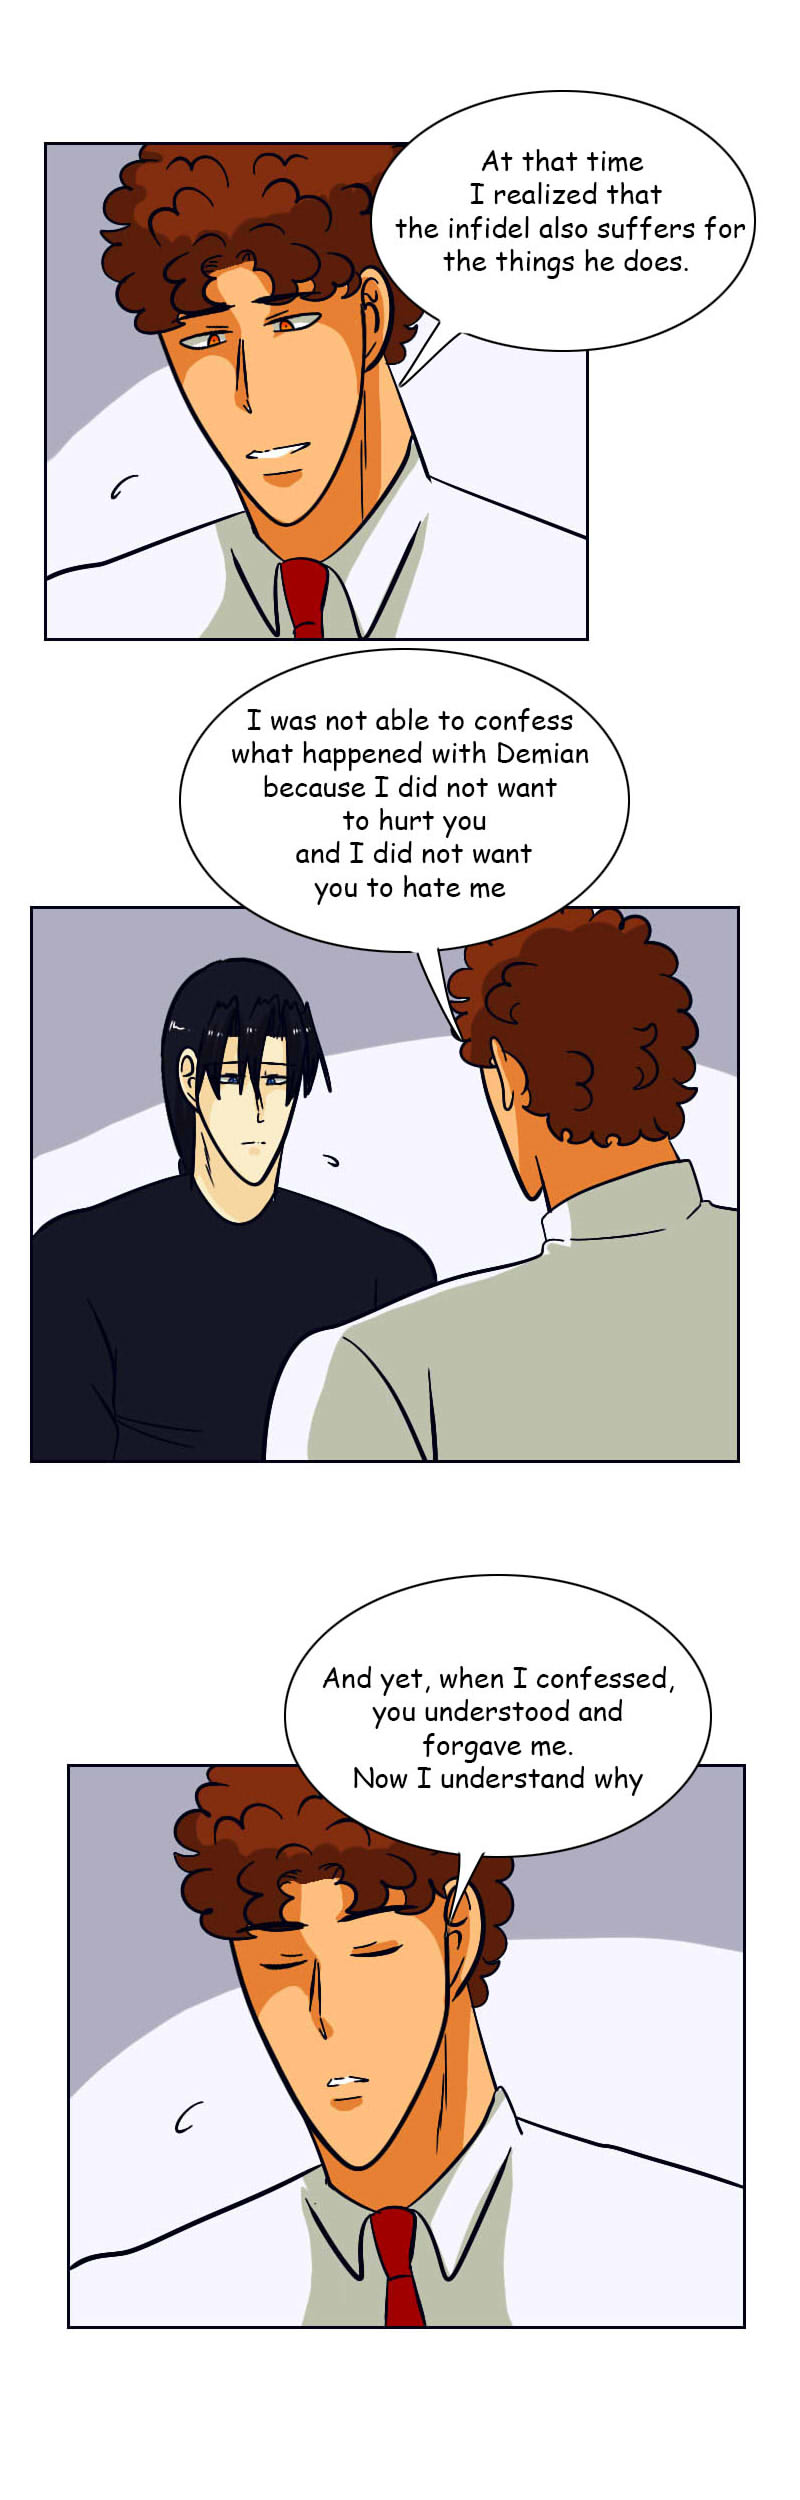 At that time
I realized that
the infidel also suffers for
the things he does.
I was not able to confess
what happened with Demian
because I did not want
to hurt you
and I did not want
you to hate me
And yet, when I confessed,
you understood and
forgave me.
Now I understand why